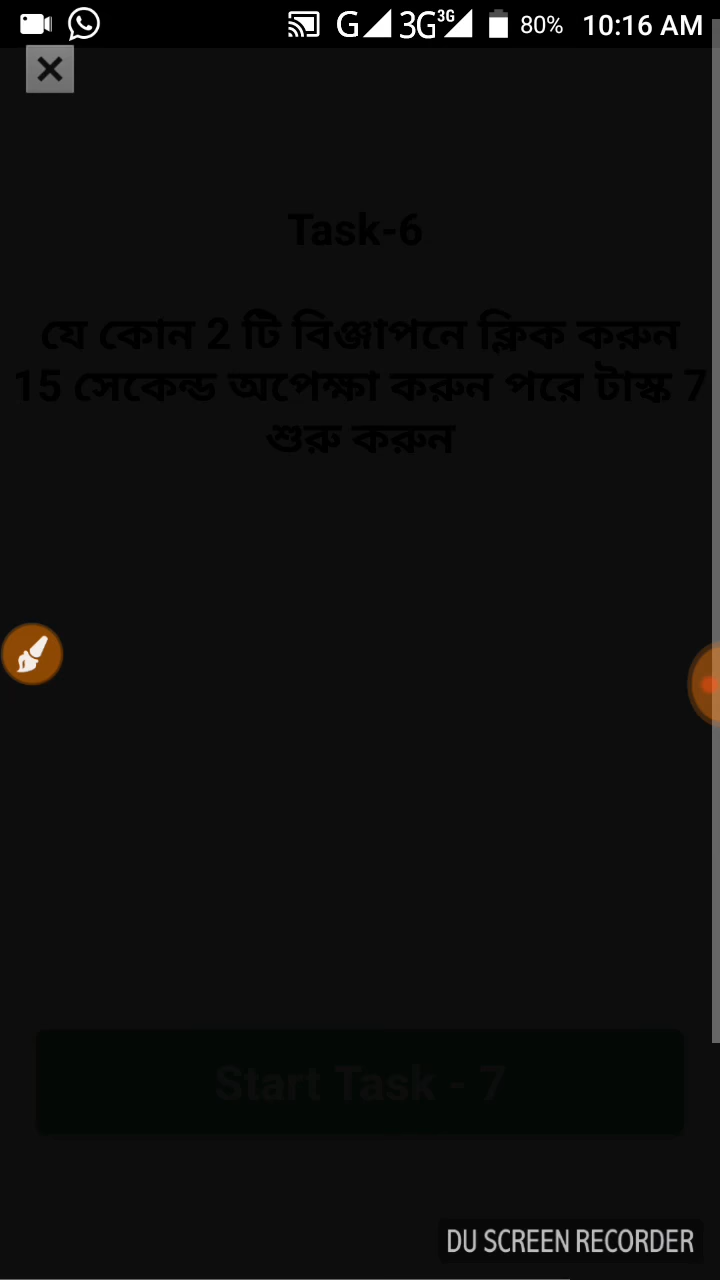 G 3G 3G 80% 10:16 AM
Task-6
যে কোন 2 টি বিঞ্জাপনে ক্লিক করুন
15 সেকেন্ড অপেক্ষা করুন পরে টাস্ক 7
শুরু করুন
Start Task - 7
DU SCREEN RECORDER